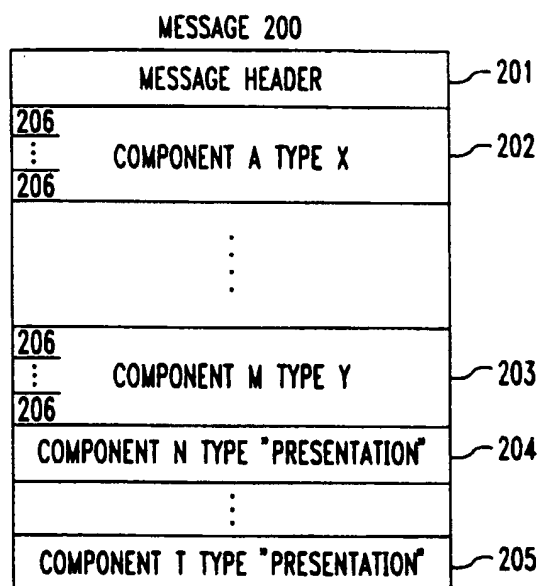 MESSAGE 200
MESSAGE HEADER 201
206
COMPONENT A TYPE X 202
206
206
COMPONENT M TYPE Y 203
206
COMPONENT N TYPE "PRESENTATION" 204
COMPONENT T TYPE "PRESENTATION" 205